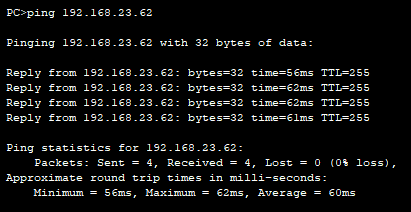 PC>ping 192.168.23.62
Pinging 192.168.23.62 with 32 bytes of data:
Reply from 192.168.23.62: bytes=32 time=56ms TTL=255
Reply from 192.168.23.62: bytes=32 time=62ms TTL=255
Reply from 192.168.23.62: bytes=32 time=62ms TTL=255
Reply from 192.168.23.62: bytes=32 time=61ms TTL=255
Ping statistics for 192.168.23.62:
    Packets: Sent = 4, Received = 4, Lost = 0 (0% loss),
Approximate round trip times in milli-seconds:
    Minimum = 56ms, Maximum = 62ms, Average = 60ms